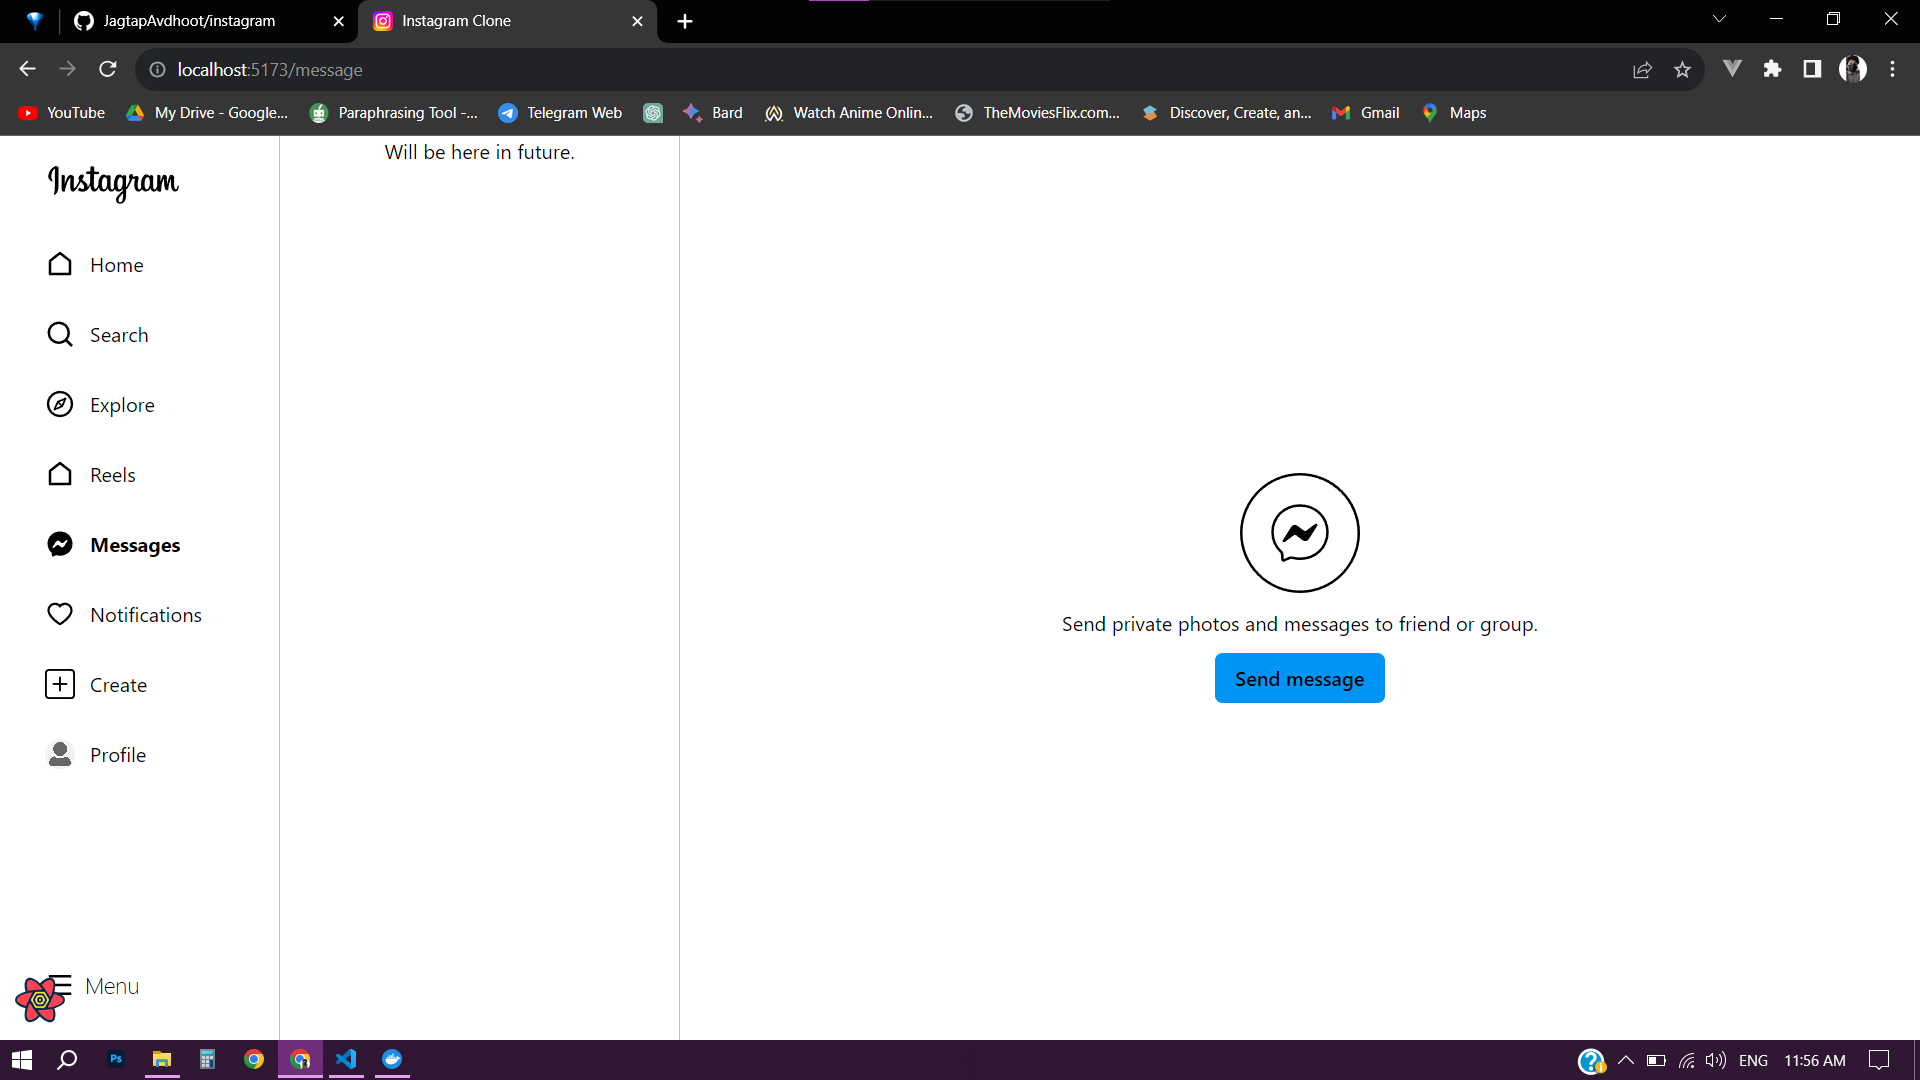 JagtapAvdhoot/instagram
Instagram Clone
localhost:5173/message
YouTube
My Drive - Google...
Paraphrasing Tool -...
Telegram Web
Bard
Watch Anime Onlin...
TheMoviesFlix.com...
Discover, Create, an...
Gmail
Maps
Instagram
Home
Search
Explore
Reels
Messages
Notifications
Create
Profile
Menu
Will be here in future.
Send private photos and messages to friend or group.
Send message
Ps
ENG
11:56 AM